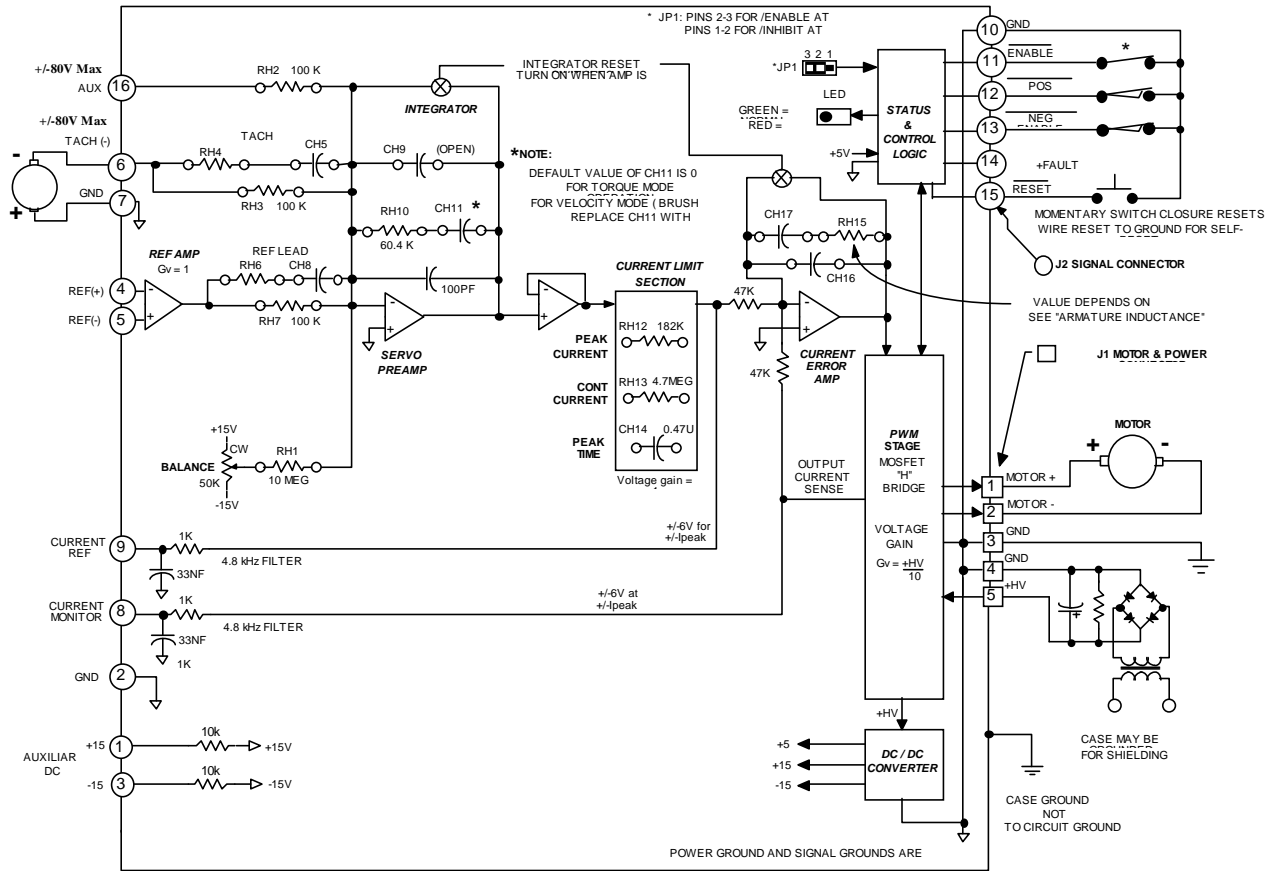 * JP1: PINS 2-3 FOR /ENABLE AT
PINS 1-2 FOR /INHIBIT AT
10 GND
ENABLE
11
*
12 POS
13 NEG
14 +FAULT
15 RESET
3 2 1
*JP1
LED
GREEN =
RED =
+5V
STATUS
&
CONTROL
LOGIC
MOMENTARY SWITCH CLOSURE RESETS
WIRE RESET TO GROUND FOR SELF-
J2 SIGNAL CONNECTOR
+/-80V Max
AUX 16
RH2 100 K
INTEGRATOR
INTEGRATOR RESET
TURN ON WHEN AMP IS
+/-80V Max
TACH (-)
6
GND
7
-
+
TACH
RH4
CH5
RH3 100 K
CH9 (OPEN)
RH10
60.4 K
CH11 *
*NOTE:
DEFAULT VALUE OF CH11 IS 0
FOR TORQUE MODE
FOR VELOCITY MODE ( BRUSH
REPLACE CH11 WITH
REF AMP
Gv = 1
REF(+) 4
REF(-) 5
-
+
REF LEAD
RH6 CH8
RH7 100 K
100PF
-
+
SERVO
PREAMP
-
+
CURRENT LIMIT
SECTION
PEAK
CURRENT
RH12 182K
CONT
CURRENT
RH13 4.7MEG
PEAK
TIME
CH14 0.47U
Voltage gain =
CH17
RH15
CH16
47K
47K
-
+
CURRENT
ERROR
AMP
VALUE DEPENDS ON
SEE "ARMATURE INDUCTANCE"
J1 MOTOR & POWER
+15V
CW
BALANCE
50K
-15V
RH1
10 MEG
OUTPUT
CURRENT
SENSE
PWM
STAGE
MOSFET
"H"
BRIDGE
VOLTAGE
GAIN
Gv = +HV
10
MOTOR
+
-
1 MOTOR +
2 MOTOR -
3 GND
4 GND
5 +HV
+
CURRENT
REF
9
1K
33NF
4.8 kHz FILTER
+/-6V for
+/-Ipeak
CURRENT
MONITOR
8
1K
33NF
1K
4.8 kHz FILTER
+/-6V at
+/-Ipeak
GND 2
AUXILIAR
DC
+15 1
10k
+15V
-15 3
10k
-15V
+HV
DC / DC
CONVERTER
+5
+15
-15
CASE MAY BE
FOR SHIELDING
CASE GROUND
NOT
TO CIRCUIT GROUND
POWER GROUND AND SIGNAL GROUNDS ARE